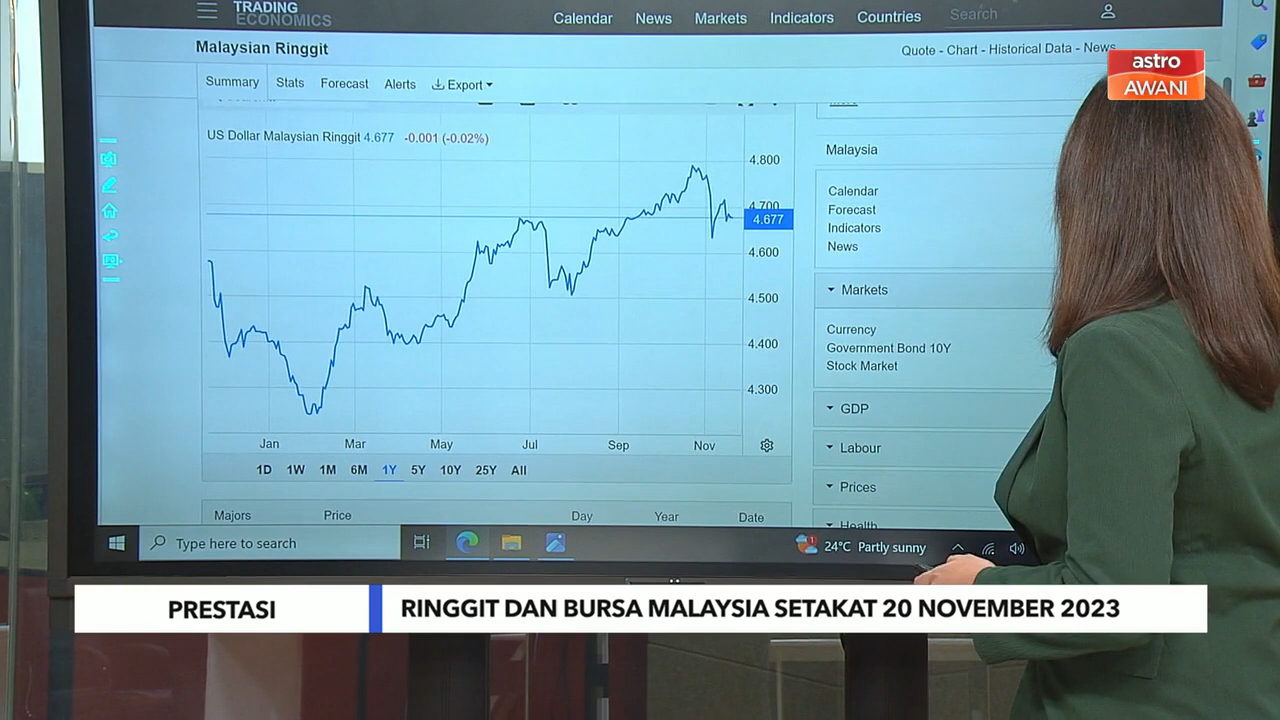 TRADING
ECONOMICS
Calendar News Markets Indicators Countries Search
Malaysian Ringgit
Quote - Chart - Historical Data - News
astro
AWANI
Summary Stats Forecast Alerts Export
US Dollar Malaysian Ringgit 4.677 -0.001 (-0.02%)
4.800
4.700
4.677
4.600
4.500
4.400
4.300
Jan Mar May Jul Sep Nov
1D 1W 1M 6M 1Y 5Y 10Y 25Y All
Majors Price Day Year Date
Malaysia
Calendar
Forecast
Indicators
News
Markets
Currency
Government Bond 10Y
Stock Market
GDP
Labour
Prices
Health
Type here to search
1
24°C Partly sunny
PRESTASI
RINGGIT DAN BURSA MALAYSIA SETAKAT 20 NOVEMBER 2023